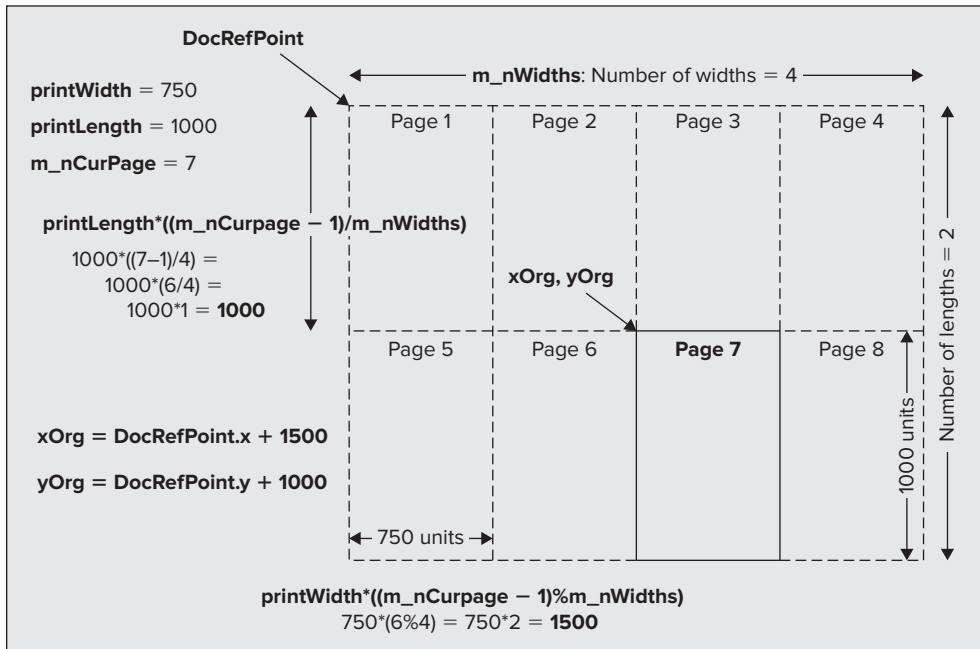 DocRefPoint
m_nWidths: Number of widths = 4
printWidth = 750
printLength = 1000
m_nCurPage = 7
Page 1
Page 2
Page 3
Page 4
printLength*((m_nCurpage – 1)/m_nWidths)
1000*((7–1)/4) =
1000*(6/4) =
1000*1 = 1000
xOrg, yOrg
Number of lengths = 2
Page 5
Page 6
Page 7
Page 8
1000 units
xOrg = DocRefPoint.x + 1500
yOrg = DocRefPoint.y + 1000
750 units
printWidth*((m_nCurpage – 1)%m_nWidths)
750*(6%4) = 750*2 = 1500